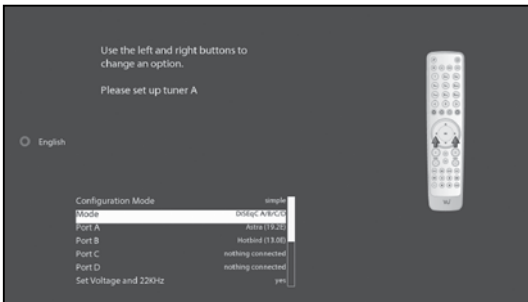 Use the left and right buttons to
change an option.
Please set up tuner A
English
Configuration Mode simple
Mode DiSEqC A/B/C/D
Port A Astra (19.2E)
Port B Hotbird (13.0E)
Port C nothing connected
Port D nothing connected
Set Voltage and 22KHz yes